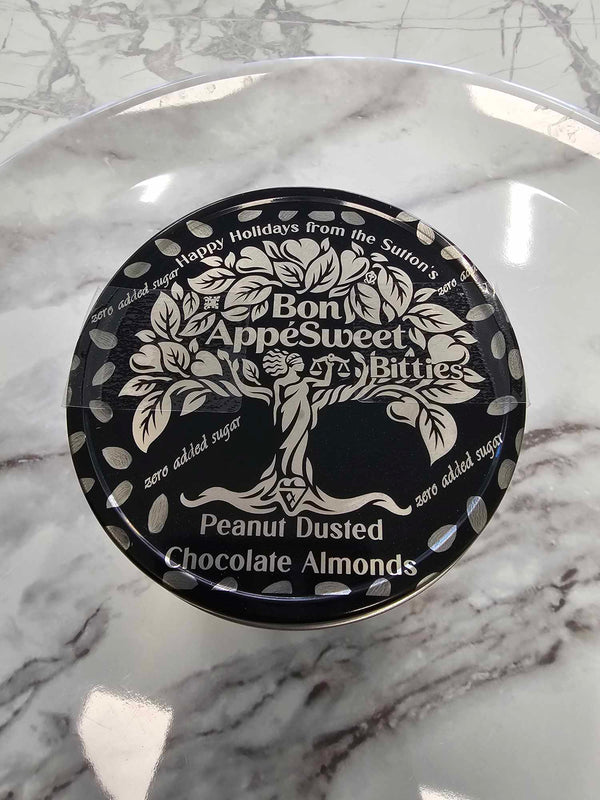 Happy Holidays from the Sutton's
zero added sugar
zero added
Bon
AppéSweet
Bitties
zero added sugar
zero added sugar
Peanut Dusted
Chocolate Almonds